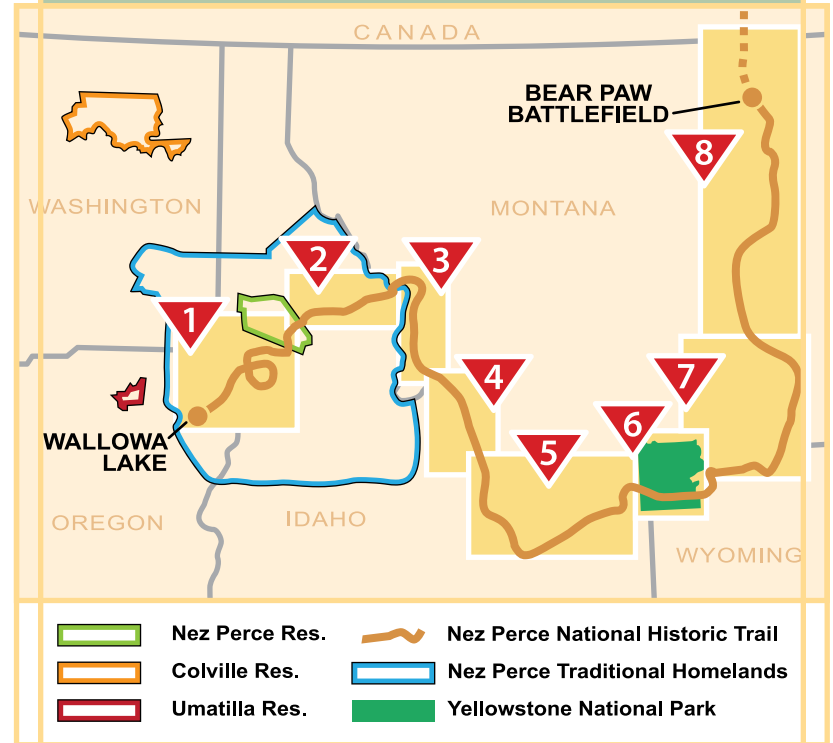 CANADA
BEAR PAW
BATTLEFIELD
8
WASHINGTON
MONTANA
2
3
1
4
7
6
5
WALLOWA
LAKE
OREGON
IDAHO
WYOMING
Nez Perce Res.
Nez Perce National Historic Trail
Colville Res.
Nez Perce Traditional Homelands
Umatilla Res.
Yellowstone National Park